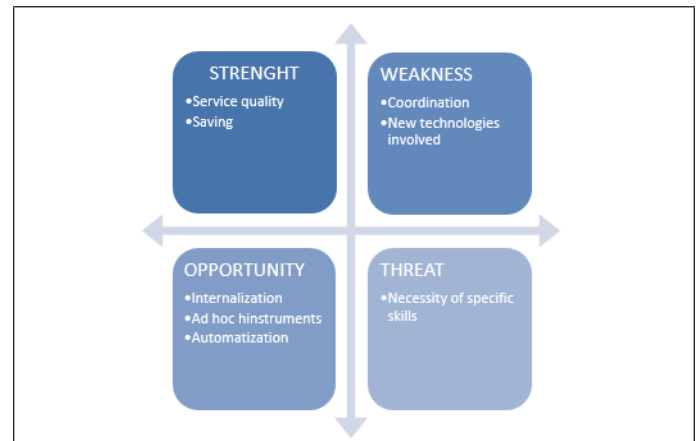 STRENGHT
•Service quality
•Saving
WEAKNESS
•Coordination
•New technologies
involved
OPPORTUNITY
•Internalization
•Ad hoc hinstruments
•Automatization
THREAT
•Necessity of specific
skills